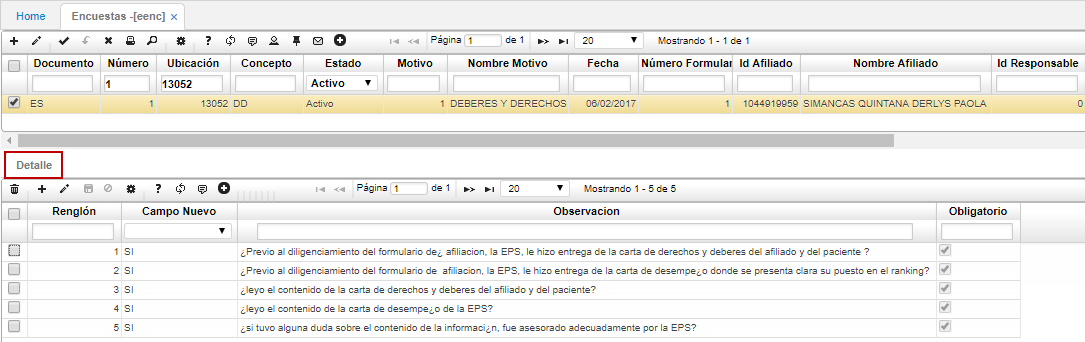 Home Encuestas -[eenc] ×
Página 1 de 1 20 Mostrando 1 - 1 de 1
Documento Número Ubicación Concepto Estado Motivo Nombre Motivo Fecha Número Formular Id Afiliado Nombre Afiliado Id Responsable
1 13052 Activo
ES 1 13052 DD Activo 1 DEBERES Y DERECHOS 06/02/2017 1 1044919959 SIMANCAS QUINTANA DERLYS PAOLA 0
Detalle
Página 1 de 1 20 Mostrando 1 - 5 de 5
Renglón Campo Nuevo Observacion Obligatorio
1 SI ¿Previo al diligenciamiento del formulario de¿ afiliacion, la EPS, le hizo entrega de la carta de derechos y deberes del afiliado y del paciente ?
2 SI ¿Previo al diligenciamiento del formulario de afiliacion, la EPS, le hizo entrega de la carta de desempe¿o donde se presenta clara su puesto en el ranking?
3 SI ¿leyo el contenido de la carta de derechos y deberes del afiliado y del paciente?
4 SI ¿leyo el contenido de la carta de desempe¿o de la EPS?
5 SI ¿si tuvo alguna duda sobre el contenido de la informaci¿n, fue asesorado adecuadamente por la EPS?